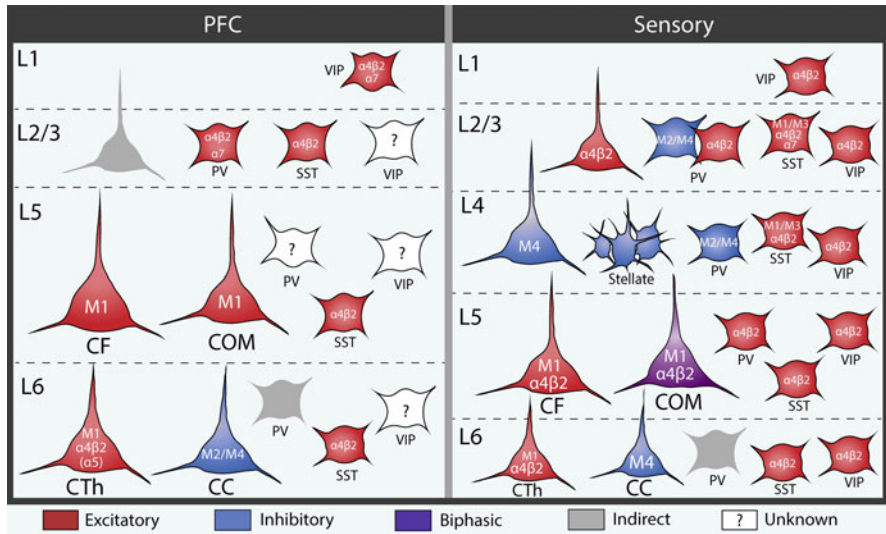 PFC
L1
VIP
α4β2
α7
L2/3
α4β2
α7
PV
α4β2
SST
?
VIP
L5
M1
CF
M1
COM
?
PV
α4β2
SST
?
VIP
L6
M1
α4β2
(α5)
CTh
M2/M4
CC
PV
α4β2
SST
?
VIP
Sensory
L1
VIP
α4β2
L2/3
α4β2
M2/M4
α4β2
PV
M1/M3
α4β2
α7
SST
α4β2
VIP
L4
M4
Stellate
M2/M4
PV
M1/M3
α4β2
SST
α4β2
VIP
L5
M1
α4β2
CF
M1
α4β2
COM
α4β2
PV
α4β2
SST
α4β2
VIP
L6
M1
α4β2
CTh
M4
CC
PV
α4β2
SST
α4β2
VIP
Excitatory
Inhibitory
Biphasic
Indirect
? Unknown